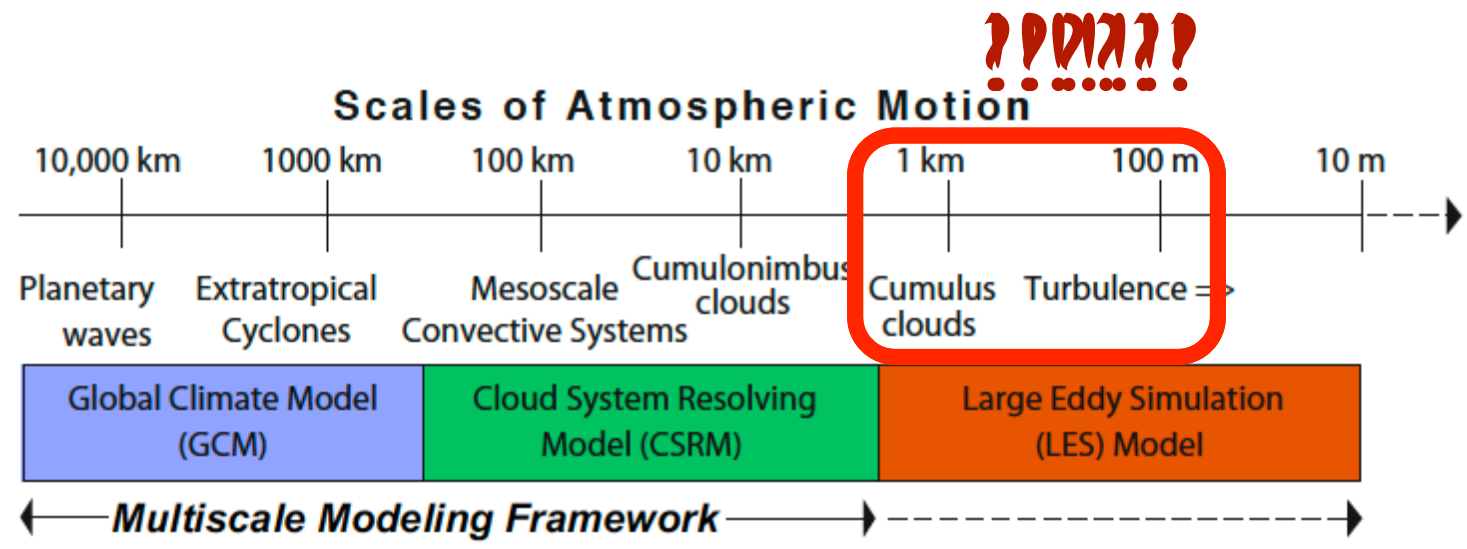 Scales of Atmospheric Motion
10,000 km 1000 km 100 km 10 km 1 km 100 m 10 m
Planetary waves
Extratropical Cyclones
Mesoscale Convective Systems
Cumulonimbus clouds
Cumulus clouds
Turbulence =>
Global Climate Model
(GCM)
Cloud System Resolving
Model (CSRM)
Large Eddy Simulation
(LES) Model
Multiscale Modeling Framework